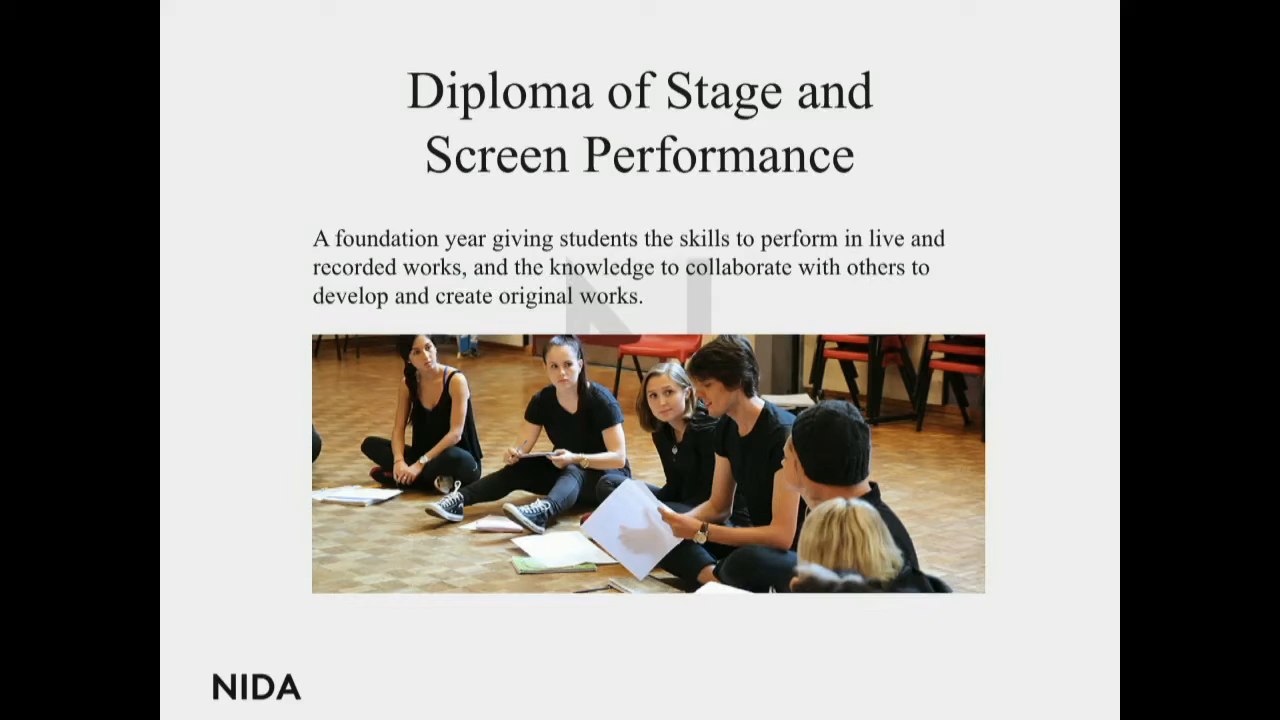 Diploma of Stage and
Screen Performance
A foundation year giving students the skills to perform in live and
recorded works, and the knowledge to collaborate with others to
develop and create original works.
NIDA